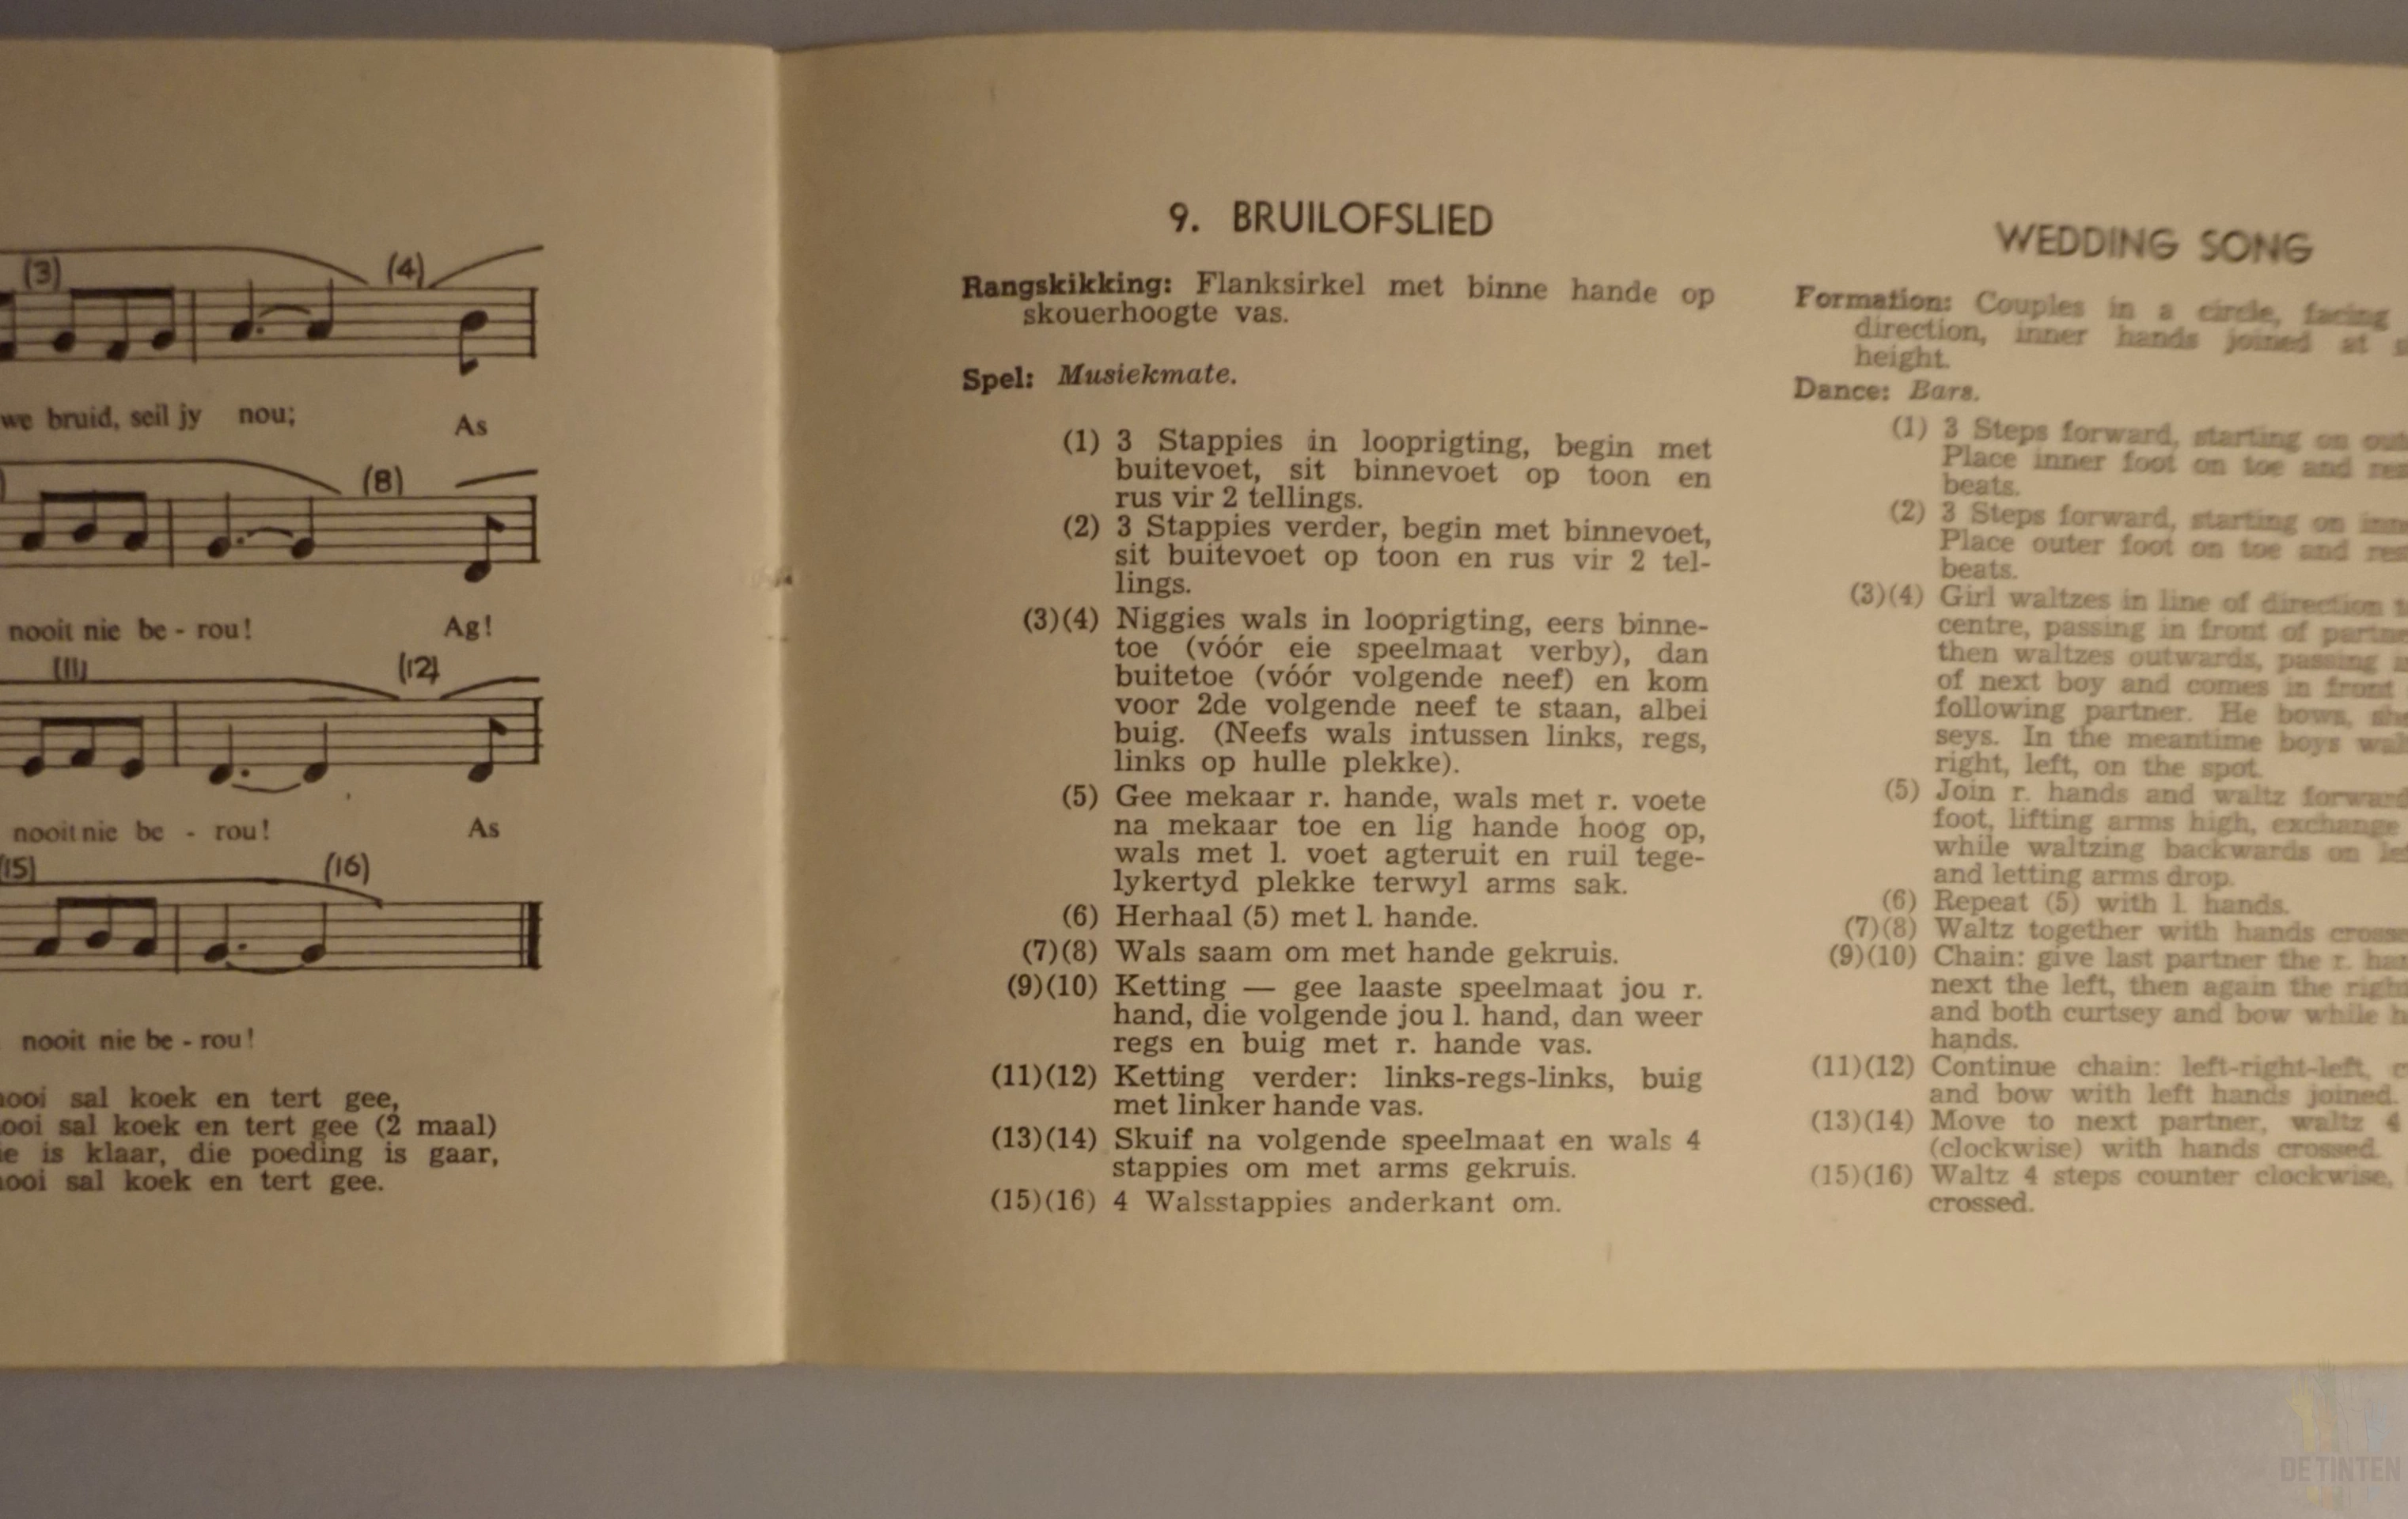 (3) (4)
we bruid, seil jy nou; As
(8)
nooit nie be - rou! Ag!
(11) (12)
nooit nie be - rou! As
(15) (16)
nooit nie be - rou!
sal koek en tert gee,
sal koek en tert gee (2 maal)
is klaar, die poeding is gaar,
sal koek en tert gee.
9. BRUILOFSLIED
Rangskikking: Flanksirkel met binne hande op
skouerhoogte vas.
Spel: Musiekmate.
(1) 3 Stappies in looprigting, begin met
buitevoet, sit binnevoet op toon en
rus vir 2 tellings.
(2) 3 Stappies verder, begin met binnevoet,
sit buitevoet op toon en rus vir 2 tel-
lings.
(3)(4) Niggies wals in looprigting, eers binne-
toe (vóór eie speelmaat verby), dan
buitetoe (vóór volgende neef) en kom
voor 2de volgende neef te staan, albei
buig. (Neefs wals intussen links, regs,
links op hulle plekke).
(5) Gee mekaar r. hande, wals met r. voete
na mekaar toe en lig hande hoog op,
wals met l. voet agteruit en ruil tege-
lykertyd plekke terwyl arms sak.
(6) Herhaal (5) met l. hande.
(7)(8) Wals saam om met hande gekruis.
(9)(10) Ketting — gee laaste speelmaat jou r.
hand, die volgende jou l. hand, dan weer
regs en buig met r. hande vas.
(11)(12) Ketting verder: links-regs-links, buig
met linker hande vas.
(13)(14) Skuif na volgende speelmaat en wals 4
stappies om met arms gekruis.
(15)(16) 4 Walsstappies anderkant om.
WEDDING SONG
Formation: Couples in a circle, facing
direction, inner hands joined at
height.
Dance: Bars.
(1) 3 Steps forward, starting on
Place inner foot on toe and
beats.
(2) 3 Steps forward, starting on
Place outer foot on toe and
beats.
(3)(4) Girl waltzes in line of direction
centre, passing in front of
then waltzes outwards, passing
of next boy and comes in front
following partner. He bows,
seys. In the meantime boys
right, left, on the spot.
(5) Join r. hands and waltz forward
foot, lifting arms high, exchange
while waltzing backwards on
and letting arms drop.
(6) Repeat (5) with l. hands.
(7)(8) Waltz together with hands
(9)(10) Chain: give last partner the r.
next the left, then again the right
and both curtsey and bow while
hands.
(11)(12) Continue chain: left-right-left,
and bow with left hands joined.
(13)(14) Move to next partner, waltz 4
(clockwise) with hands crossed.
(15)(16) Waltz 4 steps counter clockwise,
crossed.
DE TINTEN